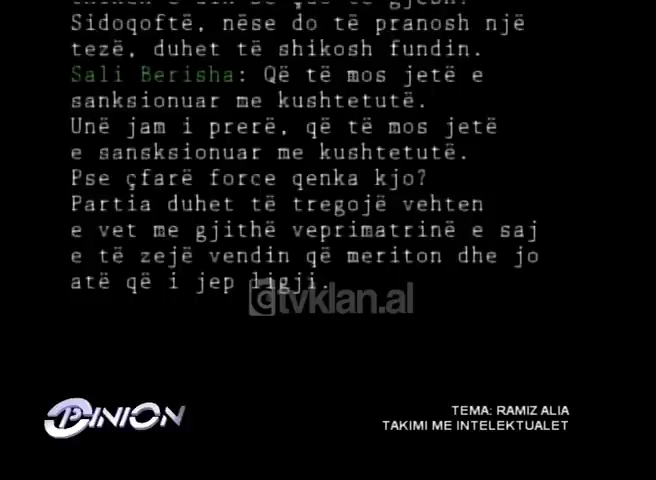 Sidoqoftë, nëse do të pranosh një
tezë, duhet të shikosh fundin.
Sali Berisha: Që të mos jetë e
sanksionuar me kushtetutë.
Unë jam i prerë, që të mos jetë
e sansksionuar me kushtetutë.
Pse çfarë force qenka kjo?
Partia duhet të tregojë vehten
e vet me gjithë veprimatrinë e saj
e të zejë vendin që meriton dhe jo
atë që i jep ligji.
tvklan.al
OPINION
TEMA: RAMIZ ALIA
TAKIMI ME INTELEKTUALET